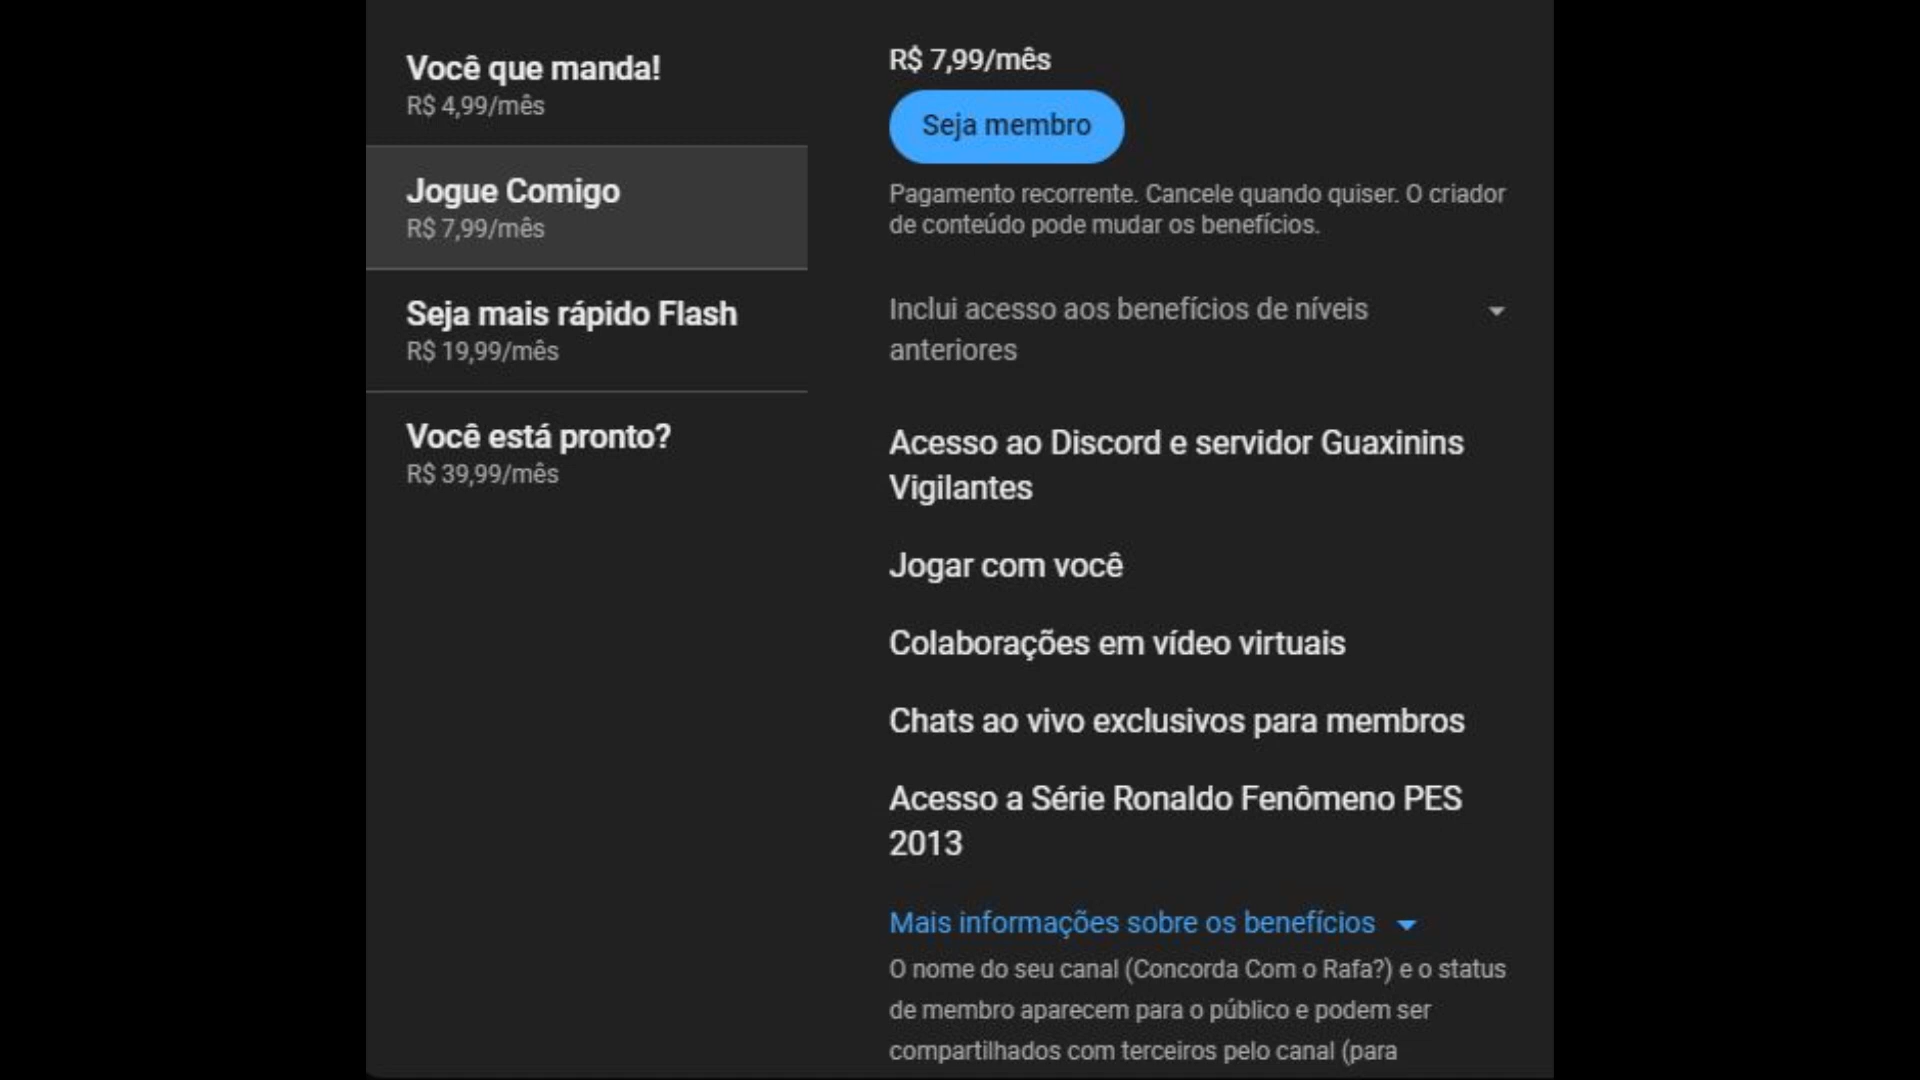 Você que manda!
R$ 4,99/mês
Jogue Comigo
R$ 7,99/mês
Seja mais rápido Flash
R$ 19,99/mês
Você está pronto?
R$ 39,99/mês
R$ 7,99/mês
Seja membro
Pagamento recorrente. Cancele quando quiser. O criador
de conteúdo pode mudar os benefícios.
Inclui acesso aos benefícios de níveis
anteriores
Acesso ao Discord e servidor Guaxinins
Vigilantes
Jogar com você
Colaborações em vídeo virtuais
Chats ao vivo exclusivos para membros
Acesso a Série Ronaldo Fenômeno PES
2013
Mais informações sobre os benefícios
O nome do seu canal (Concorda Com o Rafa?) e o status
de membro aparecem para o público e podem ser
compartilhados com terceiros pelo canal (para